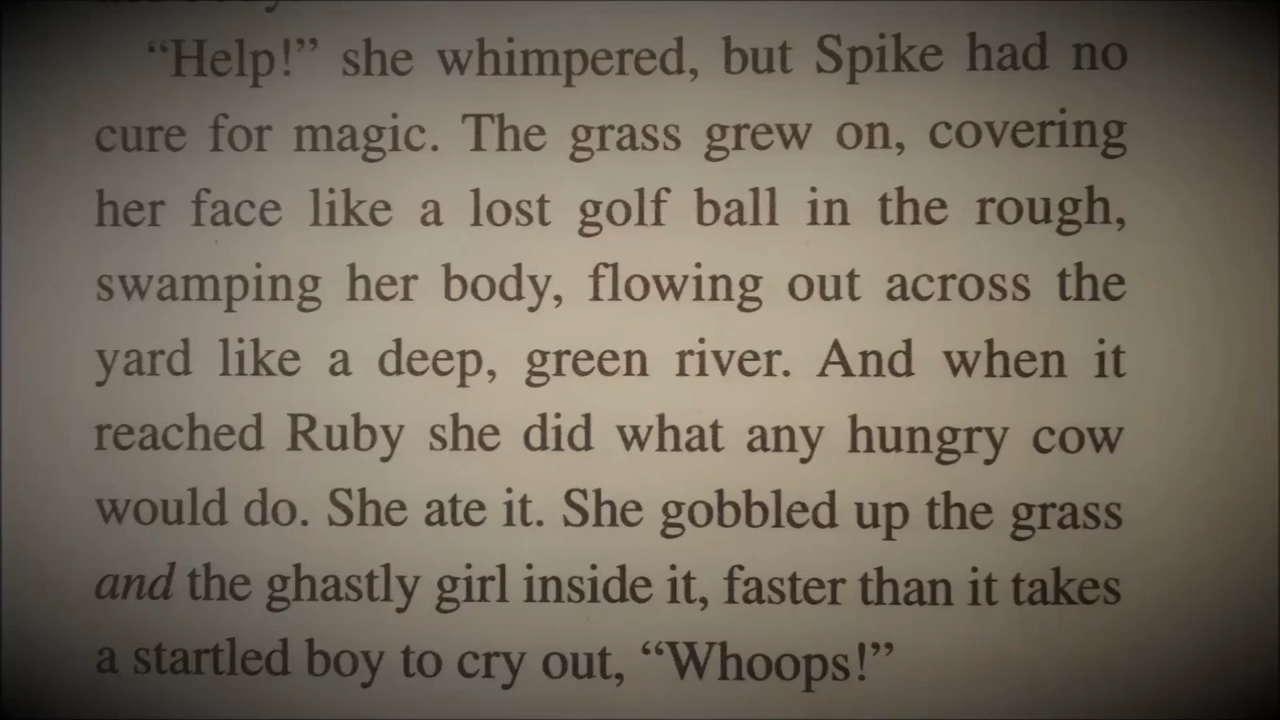 “Help!” she whimpered, but Spike had no
cure for magic. The grass grew on, covering
her face like a lost golf ball in the rough,
swamping her body, flowing out across the
yard like a deep, green river. And when it
reached Ruby she did what any hungry cow
would do. She ate it. She gobbled up the grass
and the ghastly girl inside it, faster than it takes
a startled boy to cry out, “Whoops!”